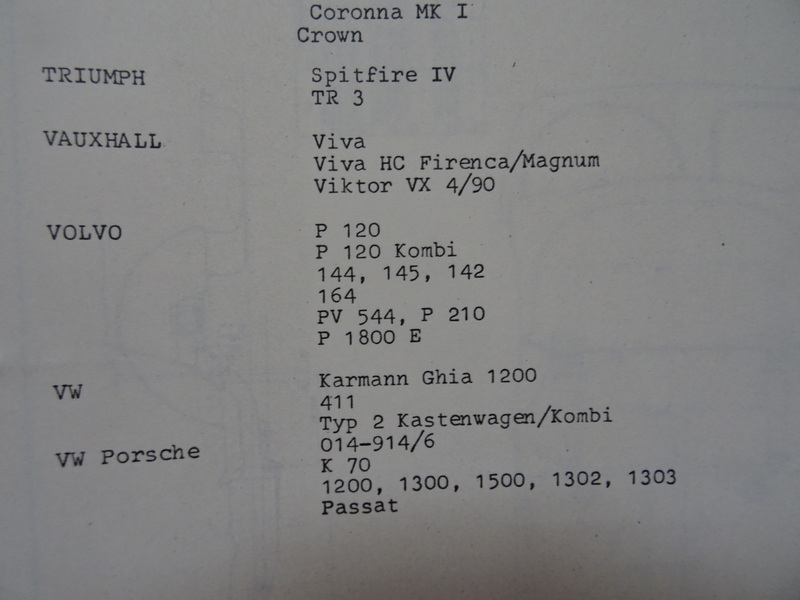 Coronna MK I
Crown
TRIUMPH Spitfire IV
TR 3
VAUXHALL Viva
Viva HC Firenca/Magnum
Viktor VX 4/90
VOLVO P 120
P 120 Kombi
144, 145, 142
164
PV 544, P 210
P 1800 E
VW Karmann Ghia 1200
411
Typ 2 Kastenwagen/Kombi
VW Porsche 014-914/6
K 70
1200, 1300, 1500, 1302, 1303
Passat